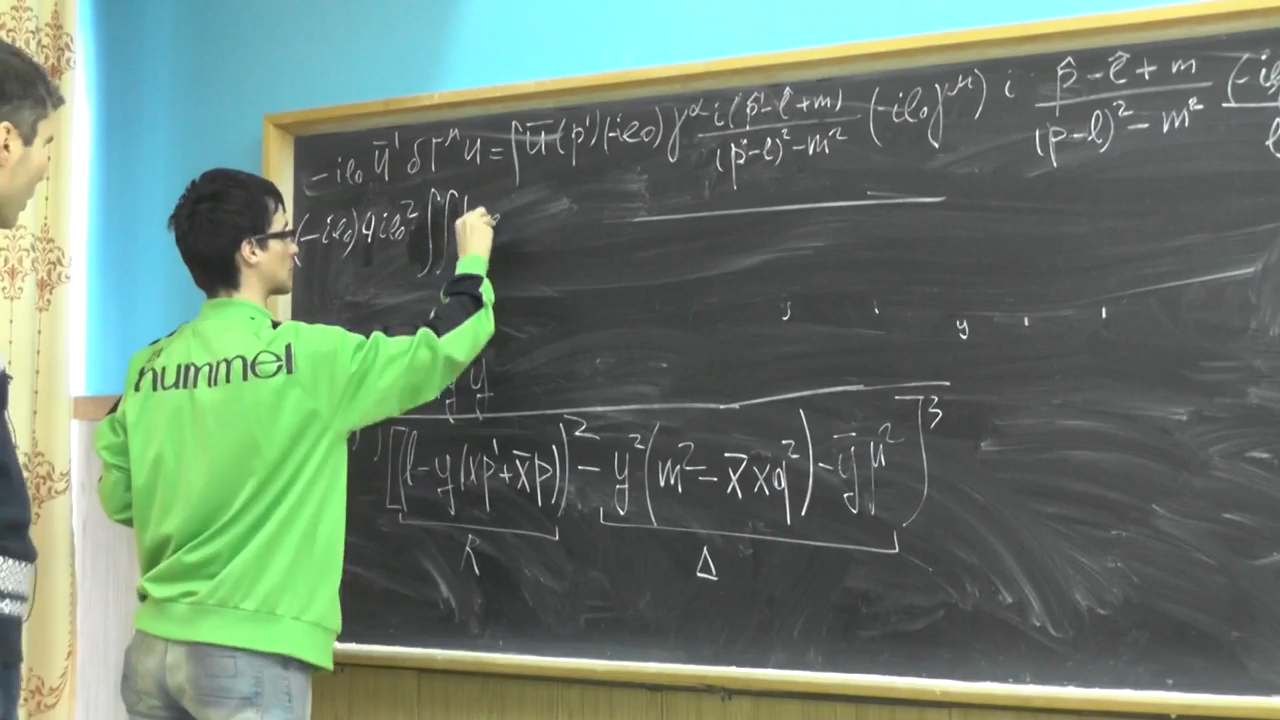 -ie₀ ū' δΓ^μ u = ∫ ū(p')(-ie₀)γ^α i(p̂'-l̂+m) / (p'-l)²-m² (-ie₀γ^μ) i p̂-l̂+m / (p-l)²-m²
(-ie₀)4ie₀² ∫∫
hummel
y
[(l-y(xp'+x̄p))²-y²(m²-x̄xq²)-ȳμ²]³
R Δ